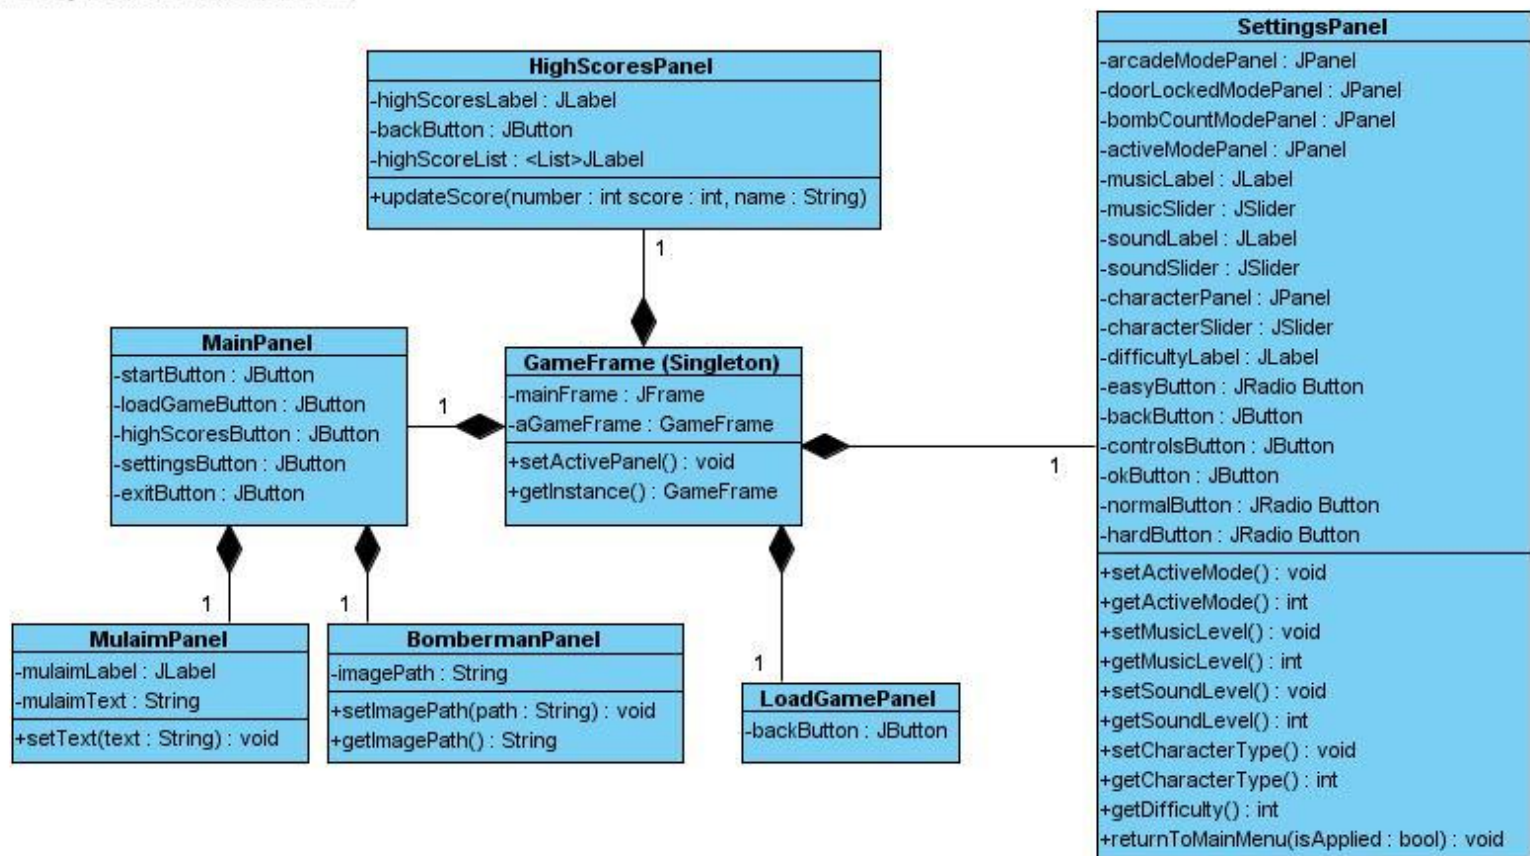 HighScoresPanel
-highScoresLabel : JLabel
-backButton : JButton
-highScoreList : <List>JLabel
+updateScore(number : int score : int, name : String)
1
MainPanel
-startButton : JButton
-loadGameButton : JButton
-highScoresButton : JButton
-settingsButton : JButton
-exitButton : JButton
1
GameFrame (Singleton)
-mainFrame : JFrame
-aGameFrame : GameFrame
+setActivePanel() : void
+getInstance() : GameFrame
1
1
1
1
MulaimPanel
-mulaimLabel : JLabel
-mulaimText : String
+setText(text : String) : void
BombermanPanel
-imagePath : String
+setImagePath(path : String) : void
+getImagePath() : String
LoadGamePanel
-backButton : JButton
SettingsPanel
-arcadeModePanel : JPanel
-doorLockedModePanel : JPanel
-bombCountModePanel : JPanel
-activeModePanel : JPanel
-musicLabel : JLabel
-musicSlider : JSlider
-soundLabel : JLabel
-soundSlider : JSlider
-characterPanel : JPanel
-characterSlider : JSlider
-difficultyLabel : JLabel
-easyButton : JRadio Button
-backButton : JButton
-controlsButton : JButton
-okButton : JButton
-normalButton : JRadio Button
-hardButton : JRadio Button
+setActiveMode() : void
+getActiveMode() : int
+setMusicLevel() : void
+getMusicLevel() : int
+setSoundLevel() : void
+getSoundLevel() : int
+setCharacterType() : void
+getCharacterType() : int
+getDifficulty() : int
+returnToMainMenu(isApplied : bool) : void